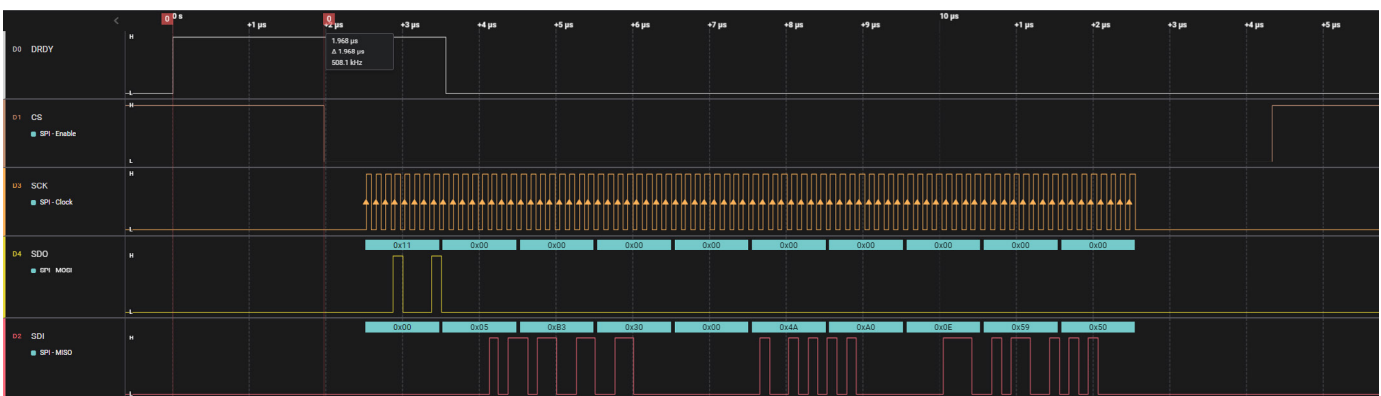 0 0 s +1 µs 0 +2 µs +3 µs +4 µs +5 µs +6 µs +7 µs +8 µs +9 µs 10 µs +1 µs +2 µs +3 µs +4 µs +5 µs
D0 DRDY H L
1.968 µs
Δ 1.968 µs
508.1 kHz
D1 CS H L
SPI - Enable
D3 SCK H L
SPI - Clock
0x11 0x00 0x00 0x00 0x00 0x00 0x00 0x00 0x00 0x00
D4 SDO H L
SPI - MOSI
0x00 0x05 0xB3 0x30 0x00 0x4A 0xA0 0x0E 0x59 0x50
D2 SDI H L
SPI - MISO